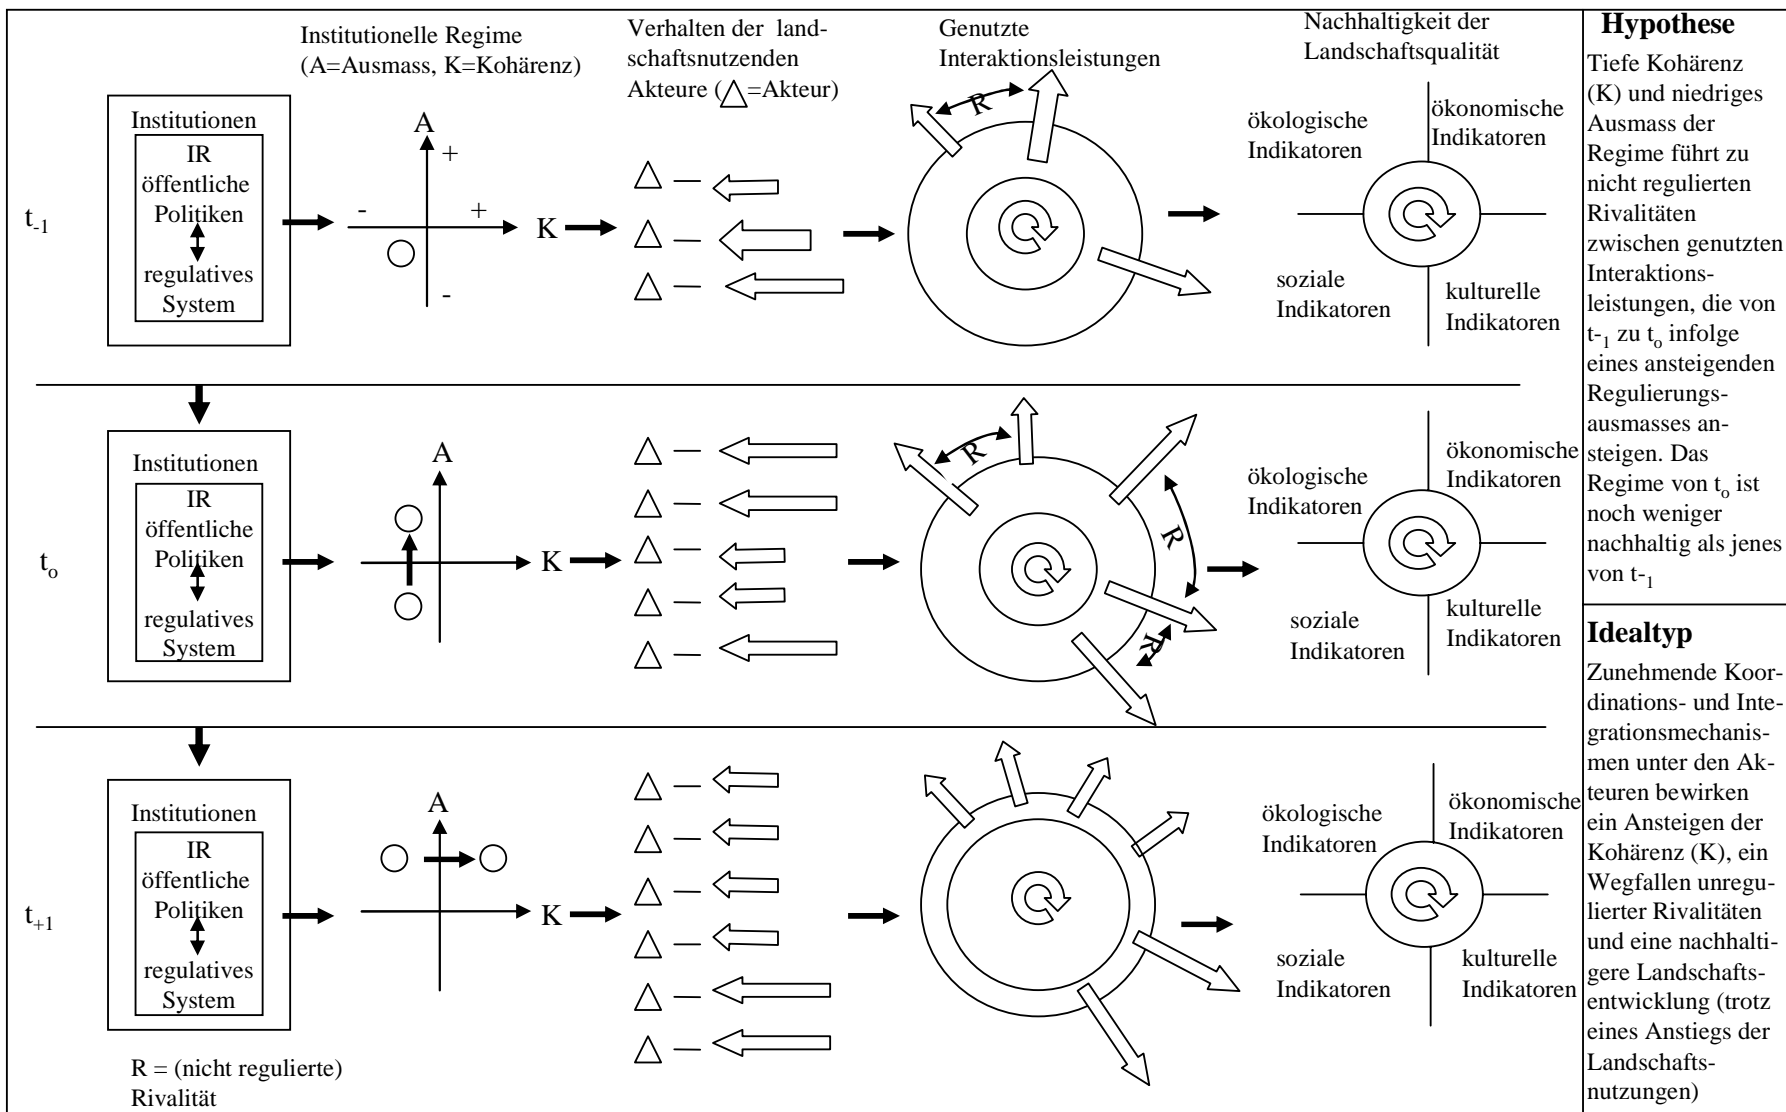 Institutionelle Regime
(A=Ausmass, K=Kohärenz)
Verhalten der land-
schaftsnutzenden
Akteure (△=Akteur)
Genutzte
Interaktionsleistungen
Nachhaltigkeit der
Landschaftsqualität
t-1
Institutionen
IR
öffentliche
Politiken
regulatives
System
A
+
-
+
K
-
R
ökologische
Indikatoren
ökonomische
Indikatoren
soziale
Indikatoren
kulturelle
Indikatoren
to
Institutionen
IR
öffentliche
Politiken
regulatives
System
A
K
R
R
R
ökologische
Indikatoren
ökonomische
Indikatoren
soziale
Indikatoren
kulturelle
Indikatoren
t+1
Institutionen
IR
öffentliche
Politiken
regulatives
System
A
K
ökologische
Indikatoren
ökonomische
Indikatoren
soziale
Indikatoren
kulturelle
Indikatoren
R = (nicht regulierte)
Rivalität
Hypothese
Tiefe Kohärenz
(K) und niedriges
Ausmass der
Regime führt zu
nicht regulierten
Rivalitäten
zwischen genutzten
Interaktions-
leistungen, die von
t-1 zu to infolge
eines ansteigenden
Regulierungs-
ausmasses an-
steigen. Das
Regime von to ist
noch weniger
nachhaltig als jenes
von t-1
Idealtyp
Zunehmende Koor-
dinations- und Inte-
grationsmechanis-
men unter den Ak-
teuren bewirken
ein Ansteigen der
Kohärenz (K), ein
Wegfallen unregu-
lierter Rivalitäten
und eine nachhalti-
gere Landschafts-
entwicklung (trotz
eines Anstiegs der
Landschafts-
nutzungen)